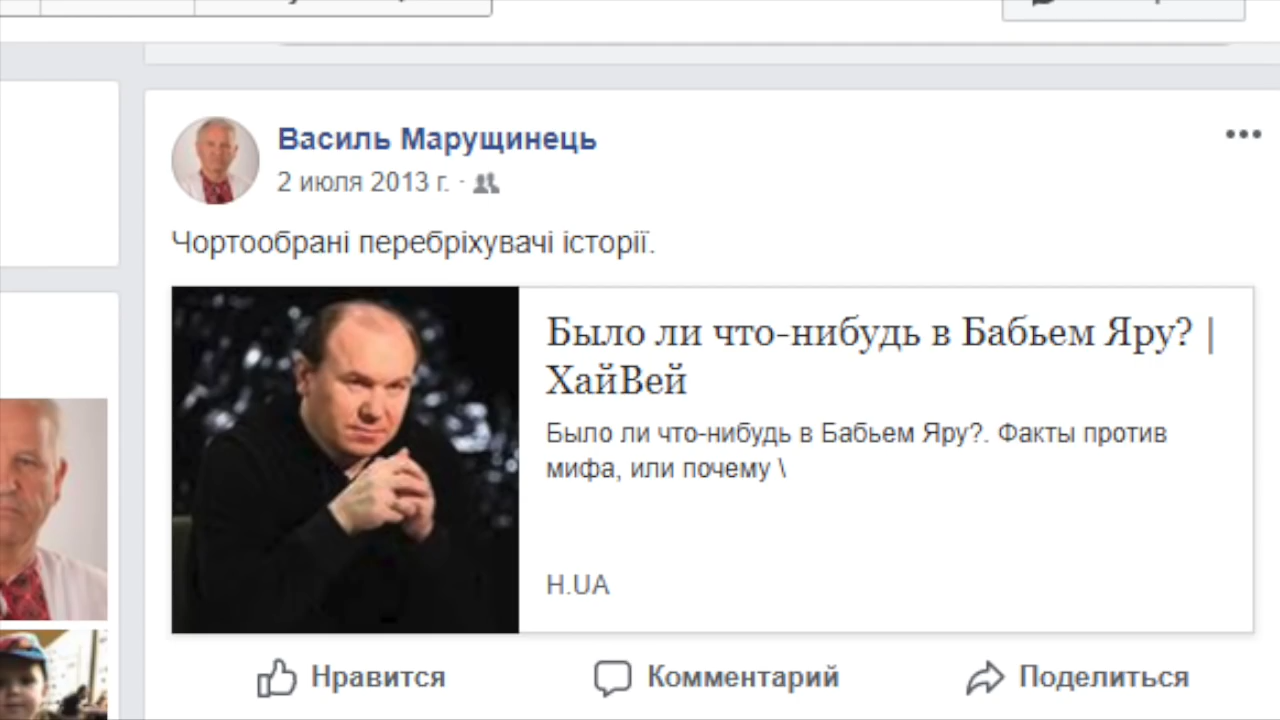 Василь Марущинець
2 июля 2013 г. ·
Чортообрані перебріхувачі історії.
Было ли что-нибудь в Бабьем Яру? |
ХайВей
Было ли что-нибудь в Бабьем Яру?. Факты против
мифа, или почему \
H.UA
Нравится
Комментарий
Поделиться